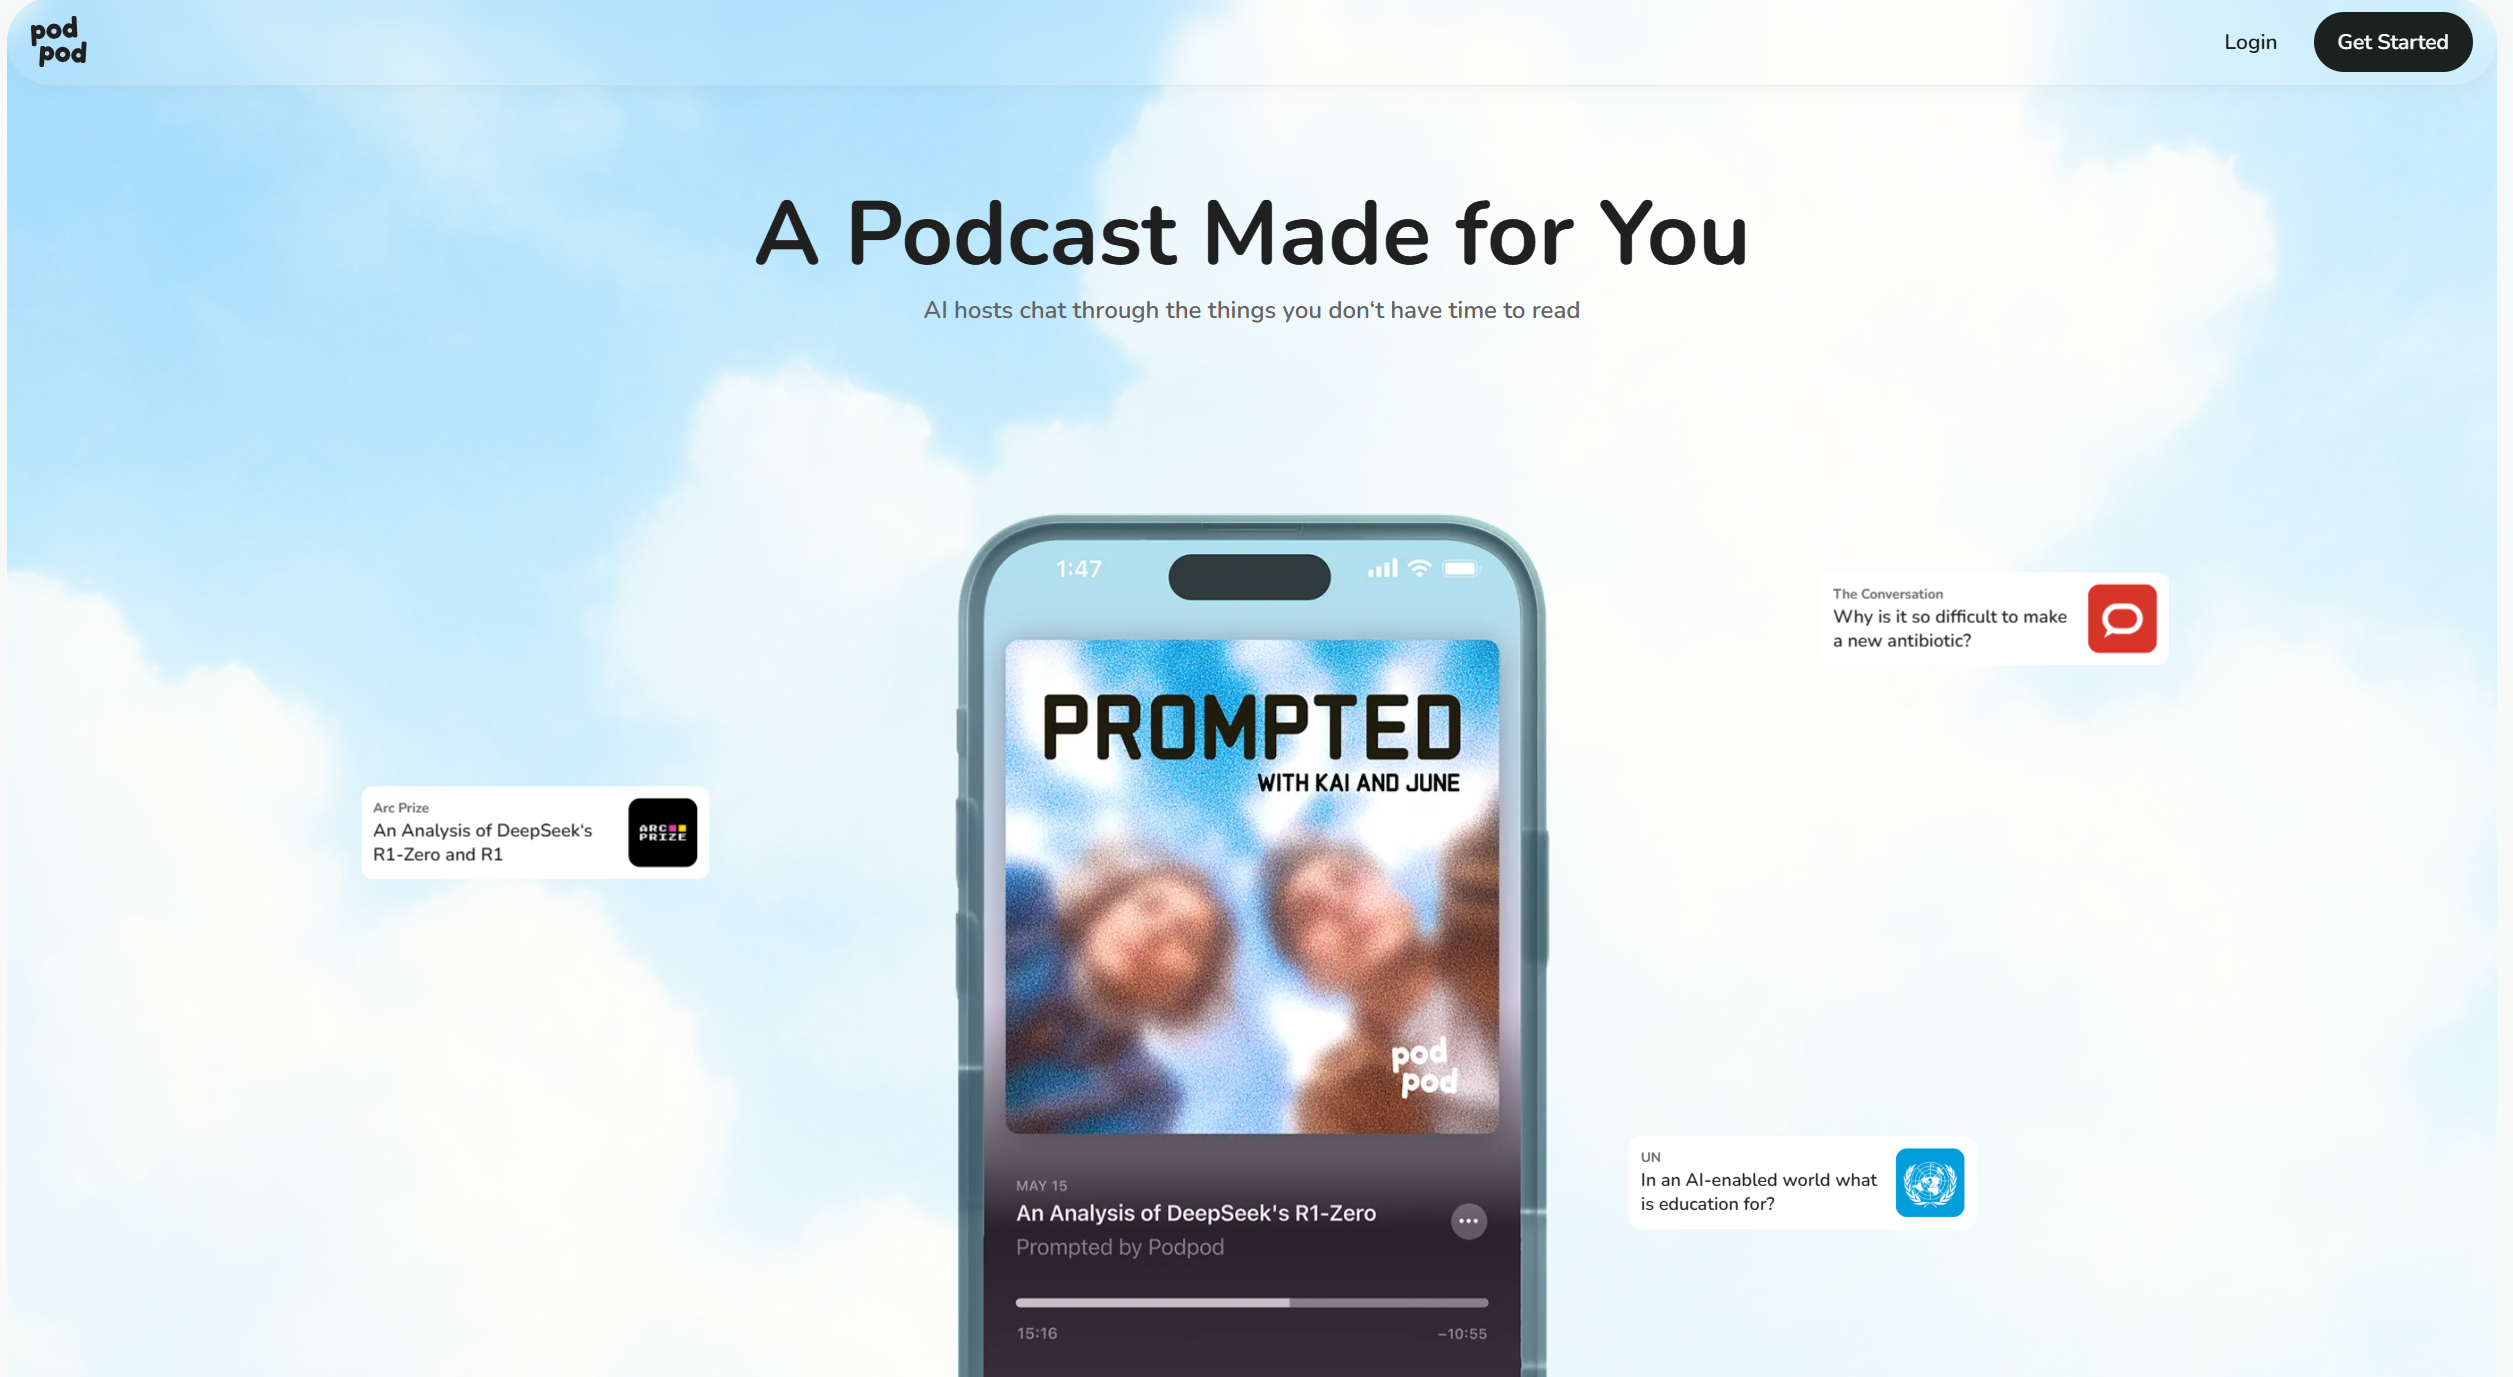 pod
pod
Login
Get Started
A Podcast Made for You
AI hosts chat through the things you don‘t have time to read
1:47
The Conversation
Why is it so difficult to make
a new antibiotic?
PROMPTED
WITH KAI AND JUNE
Arc Prize
An Analysis of DeepSeek‘s
R1-Zero and R1
ARC
PRIZE
pod
pod
UN
In an AI-enabled world what
is education for?
MAY 15
An Analysis of DeepSeek's R1-Zero
Prompted by Podpod
15:16
–10:55